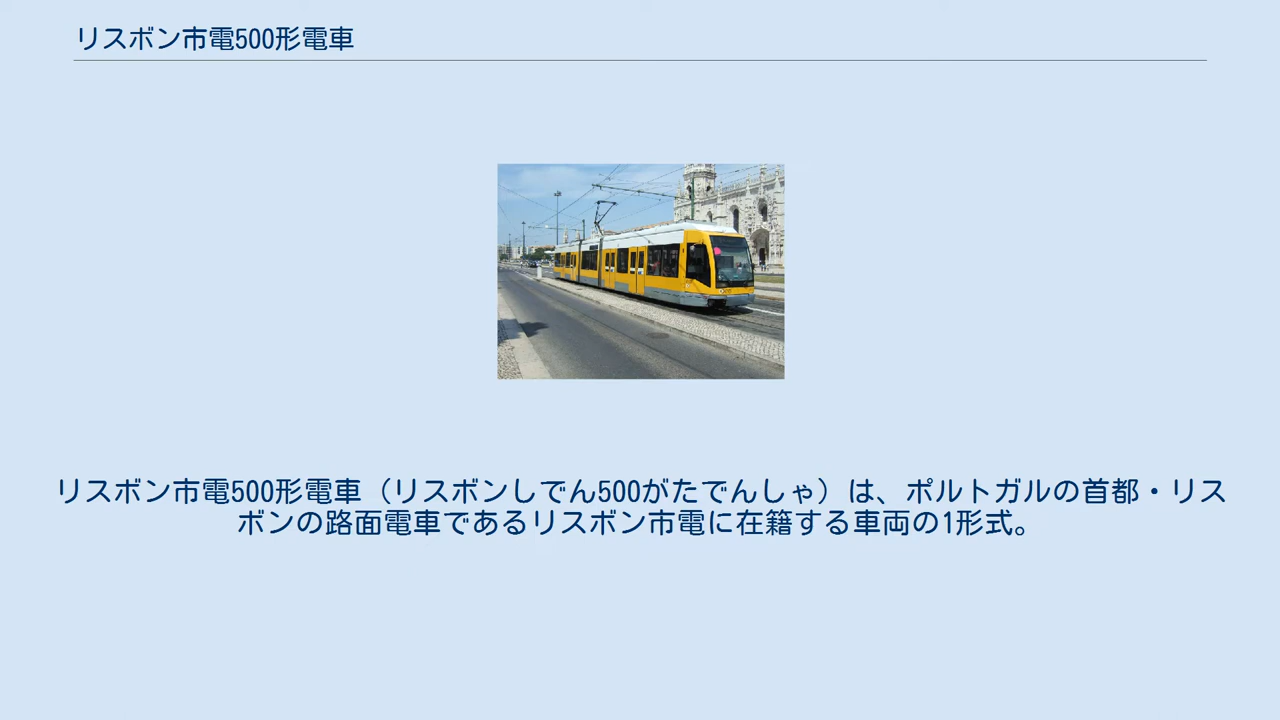 リスボン市電500形電車
リスボン市電500形電車（リスボンしでん500がたでんしゃ）は、ポルトガルの首都・リス
ボンの路面電車であるリスボン市電に在籍する車両の1形式。